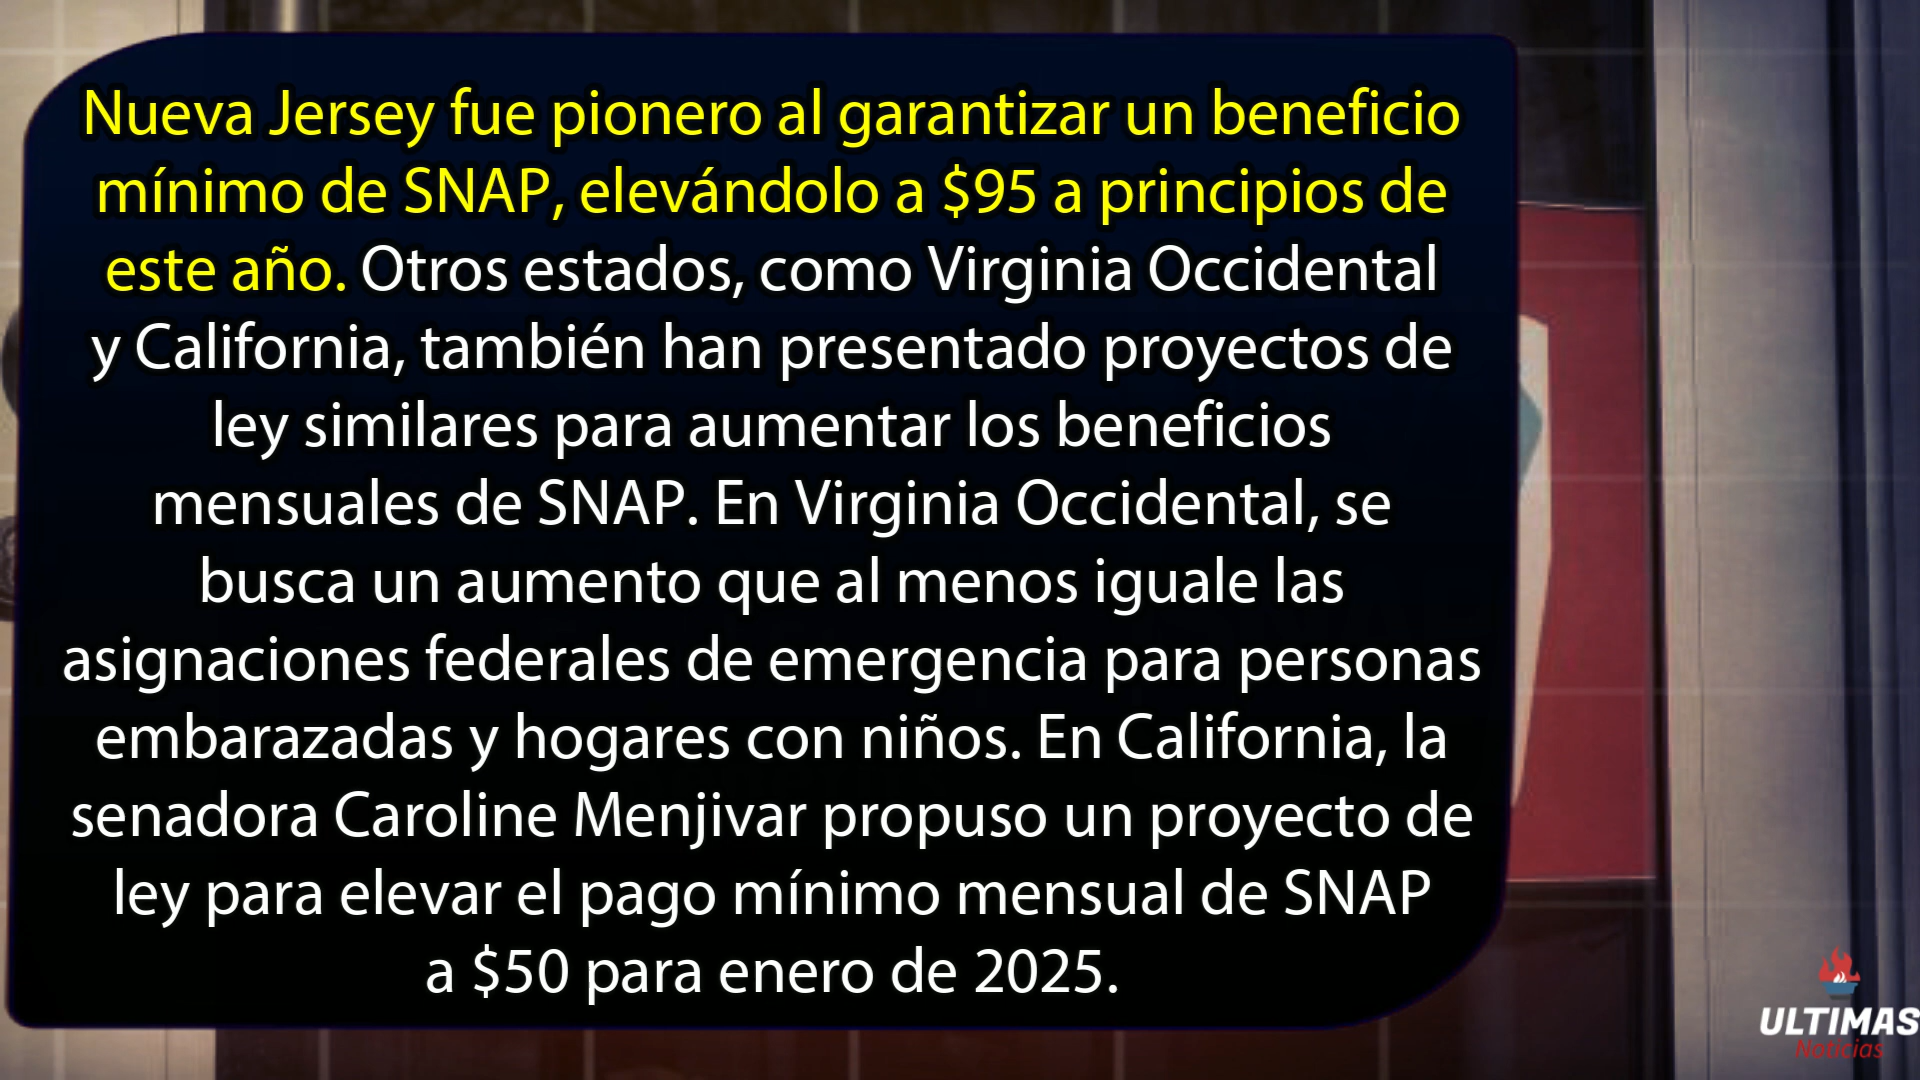 Nueva Jersey fue pionero al garantizar un beneficio
mínimo de SNAP, elevándolo a $95 a principios de
este año. Otros estados, como Virginia Occidental
y California, también han presentado proyectos de
ley similares para aumentar los beneficios
mensuales de SNAP. En Virginia Occidental, se
busca un aumento que al menos iguale las
asignaciones federales de emergencia para personas
embarazadas y hogares con niños. En California, la
senadora Caroline Menjivar propuso un proyecto de
ley para elevar el pago mínimo mensual de SNAP
a $50 para enero de 2025.
ULTIMAS
Noticias